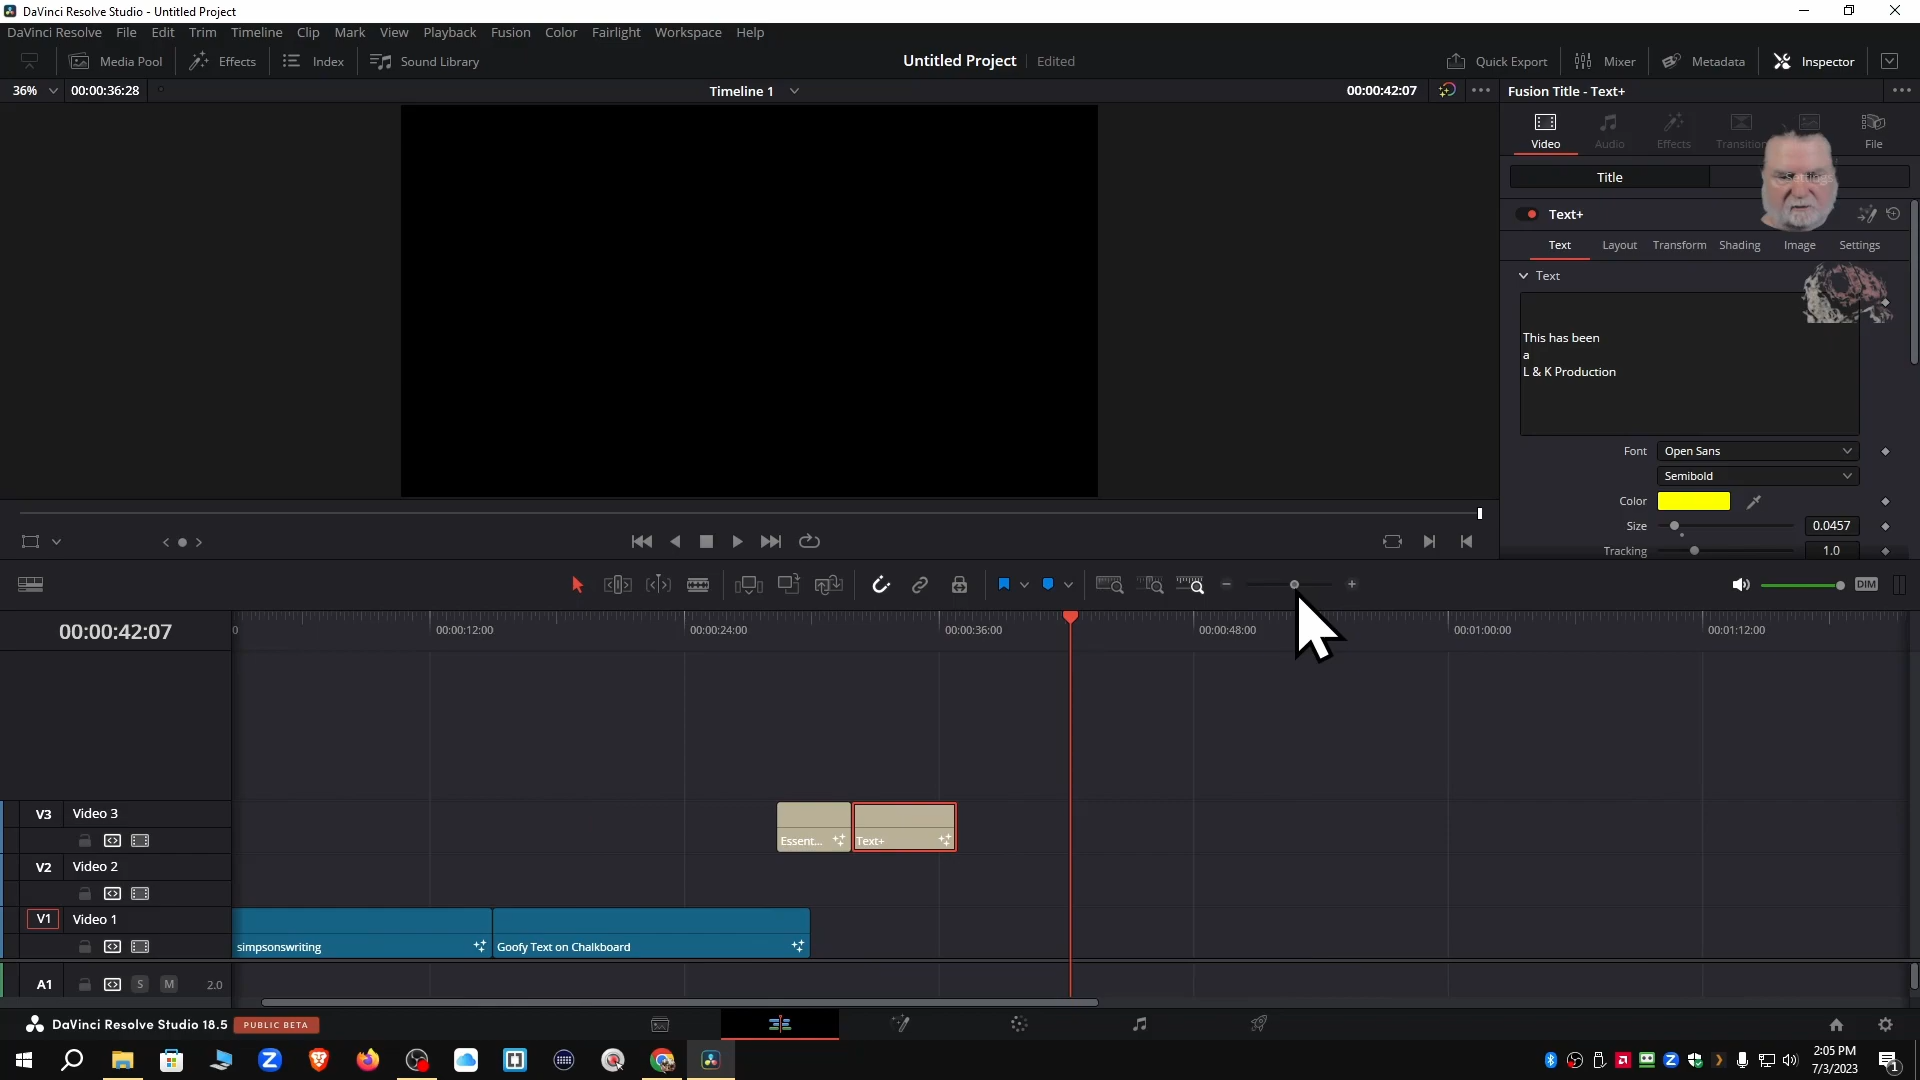 DaVinci Resolve Studio - Untitled Project
DaVinci Resolve File Edit Trim Timeline Clip Mark View Playback Fusion Color Fairlight Workspace Help
Media Pool Effects Index Sound Library Untitled Project Edited Quick Export Mixer Metadata Inspector
36% 00:00:36:28 Timeline 1 00:00:42:07 Fusion Title - Text+
Video Audio Effects Transition File
Title Settings
Text+
Text Layout Transform Shading Image Settings
Text
This has been
a
L & K Production
Font Open Sans
Semibold
Color
Size 0.0457
Tracking 1.0
DIM
00:00:42:07 0 00:00:12:00 00:00:24:00 00:00:36:00 00:00:48:00 00:01:00:00 00:01:12:00
V3 Video 3
Essent... Text+
V2 Video 2
V1 Video 1
simpsonswriting Goofy Text on Chalkboard
A1 S M 2.0
DaVinci Resolve Studio 18.5 PUBLIC BETA
2:05 PM
7/3/2023
1